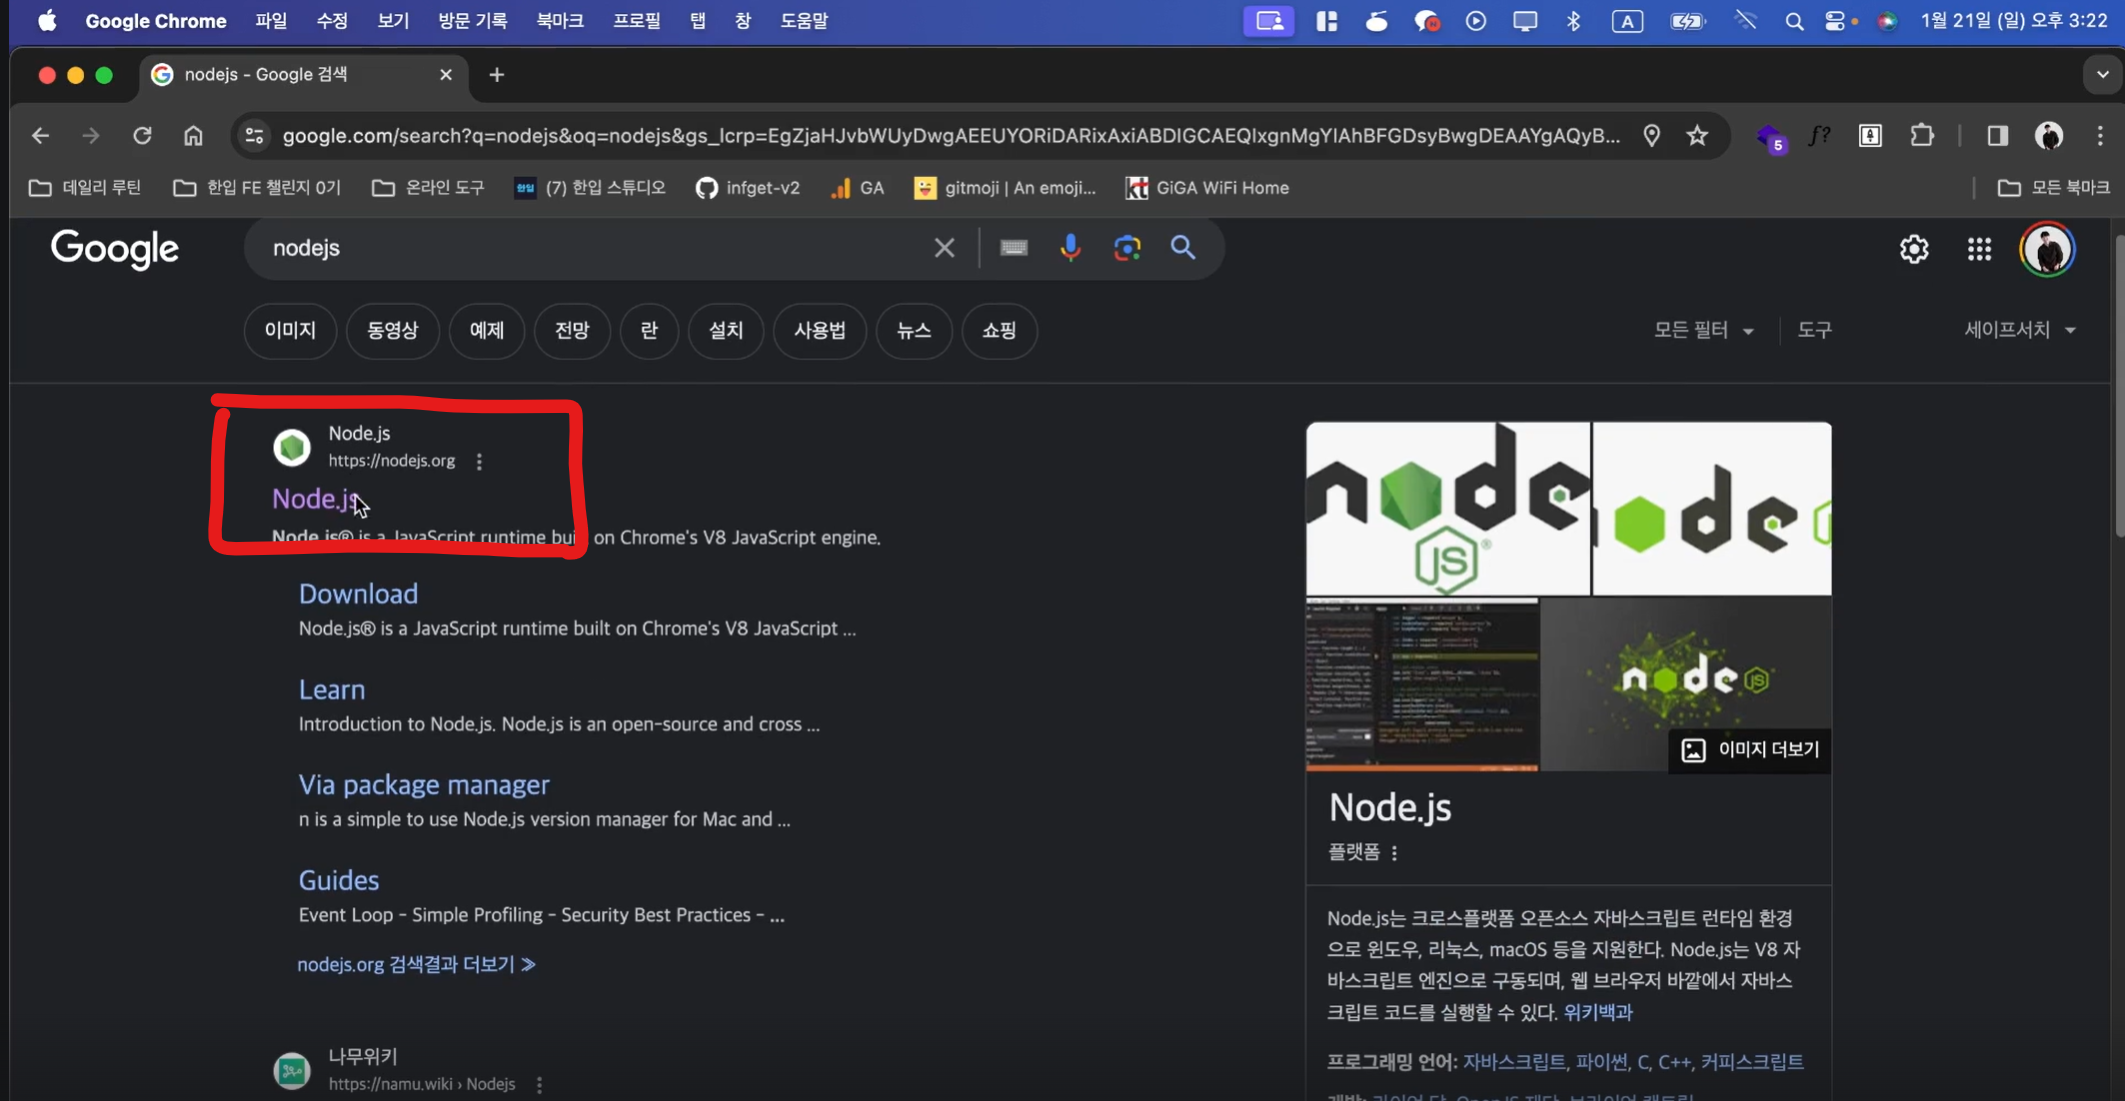 Google Chrome 파일 수정 보기 방문 기록 북마크 프로필 탭 창 도움말 A 1월 21일 (일) 오후 3:22
nodejs - Google 검색
google.com/search?q=nodejs&oq=nodejs&gs_lcrp=EgZjaHJvbWUyDwgAEEUYORiDARixAxiABDIGCAEQIxgnMgYIAhBFGDsyBwgDEAAYgAQyB... 5 f?
데일리 루틴 한입 FE 챌린지 0기 온라인 도구 (7) 한입 스튜디오 infget-v2 GA gitmoji | An emoji... kt GiGA WiFi Home 모든 북마크
Google nodejs
이미지 동영상 예제 전망 란 설치 사용법 뉴스 쇼핑 모든 필터 도구 세이프서치
Node.js
https://nodejs.org
Node.js
Node.js® is a JavaScript runtime built on Chrome's V8 JavaScript engine.
Download
Node.js® is a JavaScript runtime built on Chrome's V8 JavaScript ...
Learn
Introduction to Node.js. Node.js is an open-source and cross ...
Via package manager
n is a simple to use Node.js version manager for Mac and ...
Guides
Event Loop - Simple Profiling - Security Best Practices - ...
nodejs.org 검색결과 더보기
나무위키
https://namu.wiki › Nodejs
node
JS
node
node JS
이미지 더보기
Node.js
플랫폼
Node.js는 크로스플랫폼 오픈소스 자바스크립트 런타임 환경
으로 윈도우, 리눅스, macOS 등을 지원한다. Node.js는 V8 자
바스크립트 엔진으로 구동되며, 웹 브라우저 바깥에서 자바스
크립트 코드를 실행할 수 있다. 위키백과
프로그래밍 언어: 자바스크립트, 파이썬, C, C++, 커피스크립트